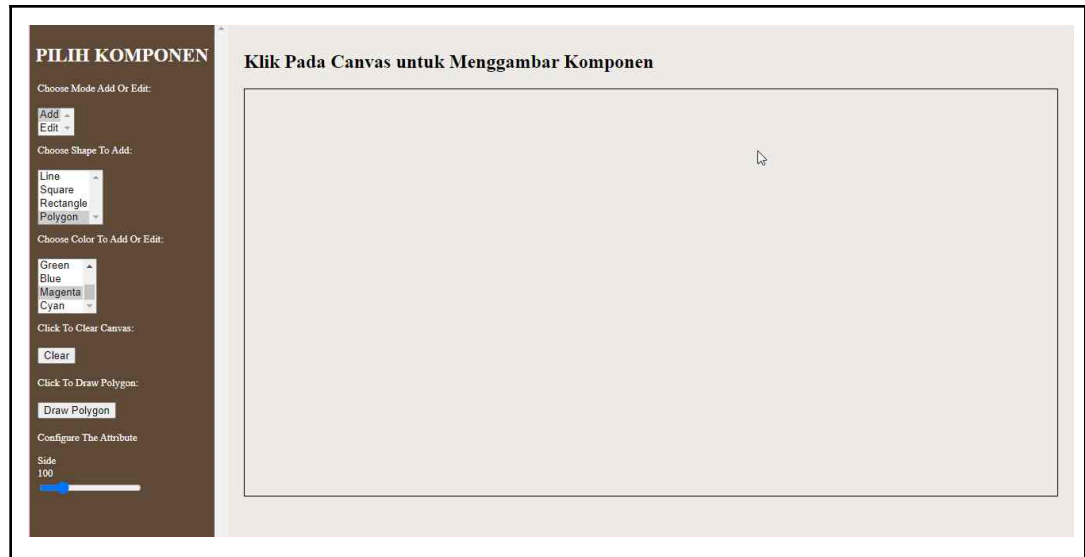 PILIH KOMPONEN
Choose Mode Add Or Edit:
Add
Edit
Choose Shape To Add:
Line
Square
Rectangle
Polygon
Choose Color To Add Or Edit:
Green
Blue
Magenta
Cyan
Click To Clear Canvas:
Clear
Click To Draw Polygon:
Draw Polygon
Configure The Attribute
Side
100
Klik Pada Canvas untuk Menggambar Komponen